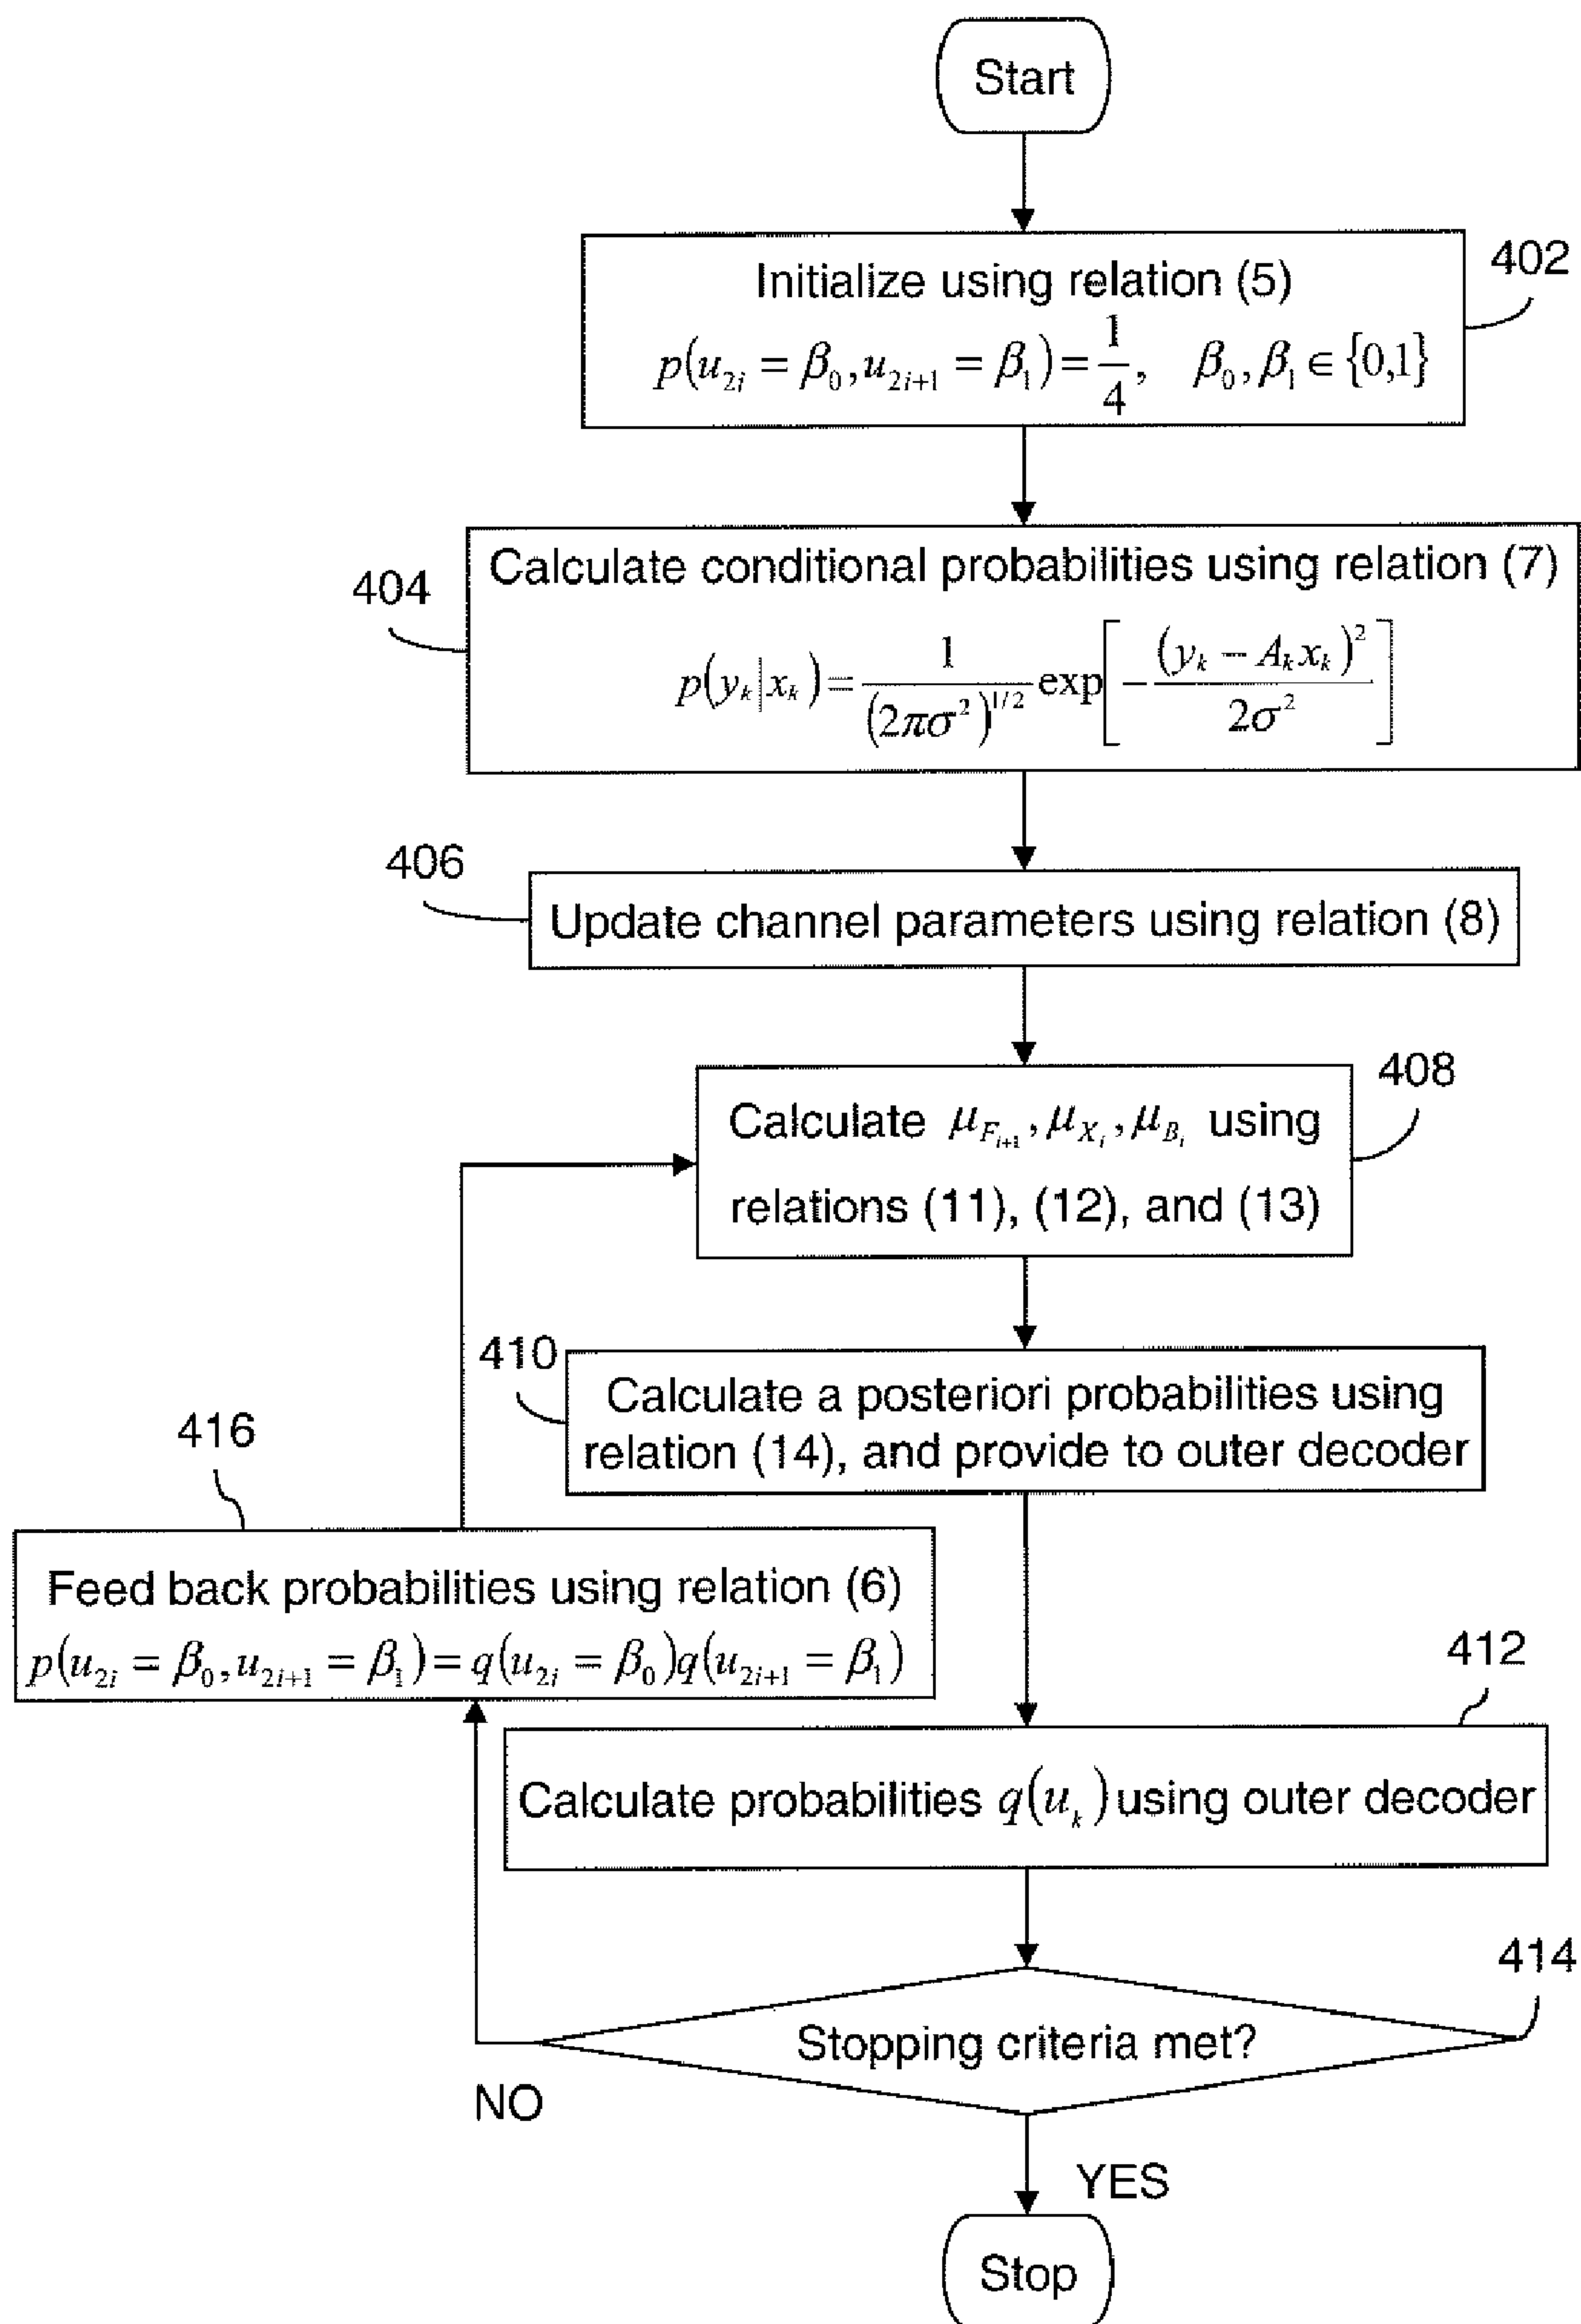 Start
402
Initialize using relation (5)
p(u_{2i} = β_0, u_{2i+1} = β_1) = 1/4, β_0, β_1 ∈ {0,1}
404
Calculate conditional probabilities using relation (7)
p(y_k|x_k) = 1/(2πσ^2)^{1/2} exp[ - (y_k - A_k x_k)^2 / 2σ^2 ]
406
Update channel parameters using relation (8)
408
Calculate μ_{F_{i+1}}, μ_{X_i}, μ_{B_i} using
relations (11), (12), and (13)
410
Calculate a posteriori probabilities using
relation (14), and provide to outer decoder
416
Feed back probabilities using relation (6)
p(u_{2i} = β_0, u_{2i+1} = β_1) = q(u_{2i} = β_0)q(u_{2i+1} = β_1)
412
Calculate probabilities q(u_k) using outer decoder
414
Stopping criteria met?
NO
YES
Stop